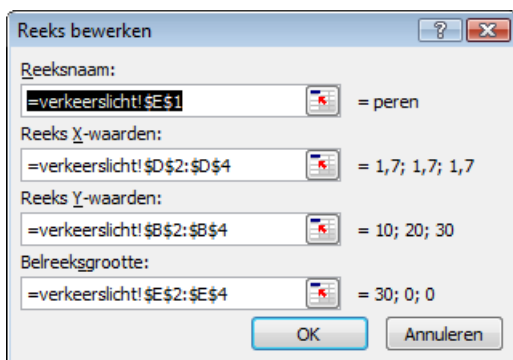 Reeks bewerken
Reeksnaam:
=verkeerslicht!$E$1 = peren
Reeks X-waarden:
=verkeerslicht!$D$2:$D$4 = 1,7; 1,7; 1,7
Reeks Y-waarden:
=verkeerslicht!$B$2:$B$4 = 10; 20; 30
Belreeksgrootte:
=verkeerslicht!$E$2:$E$4 = 30; 0; 0
OK Annuleren